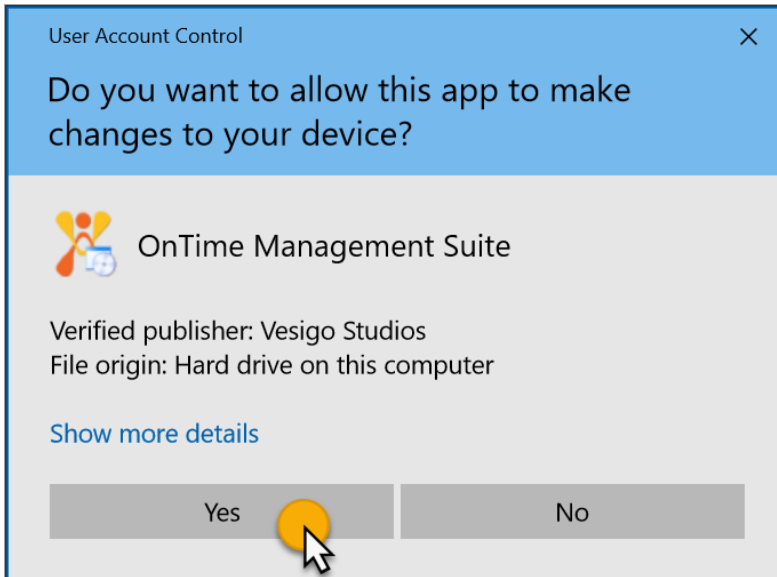 User Account Control
Do you want to allow this app to make
changes to your device?
OnTime Management Suite
Verified publisher: Vesigo Studios
File origin: Hard drive on this computer
Show more details
Yes
No